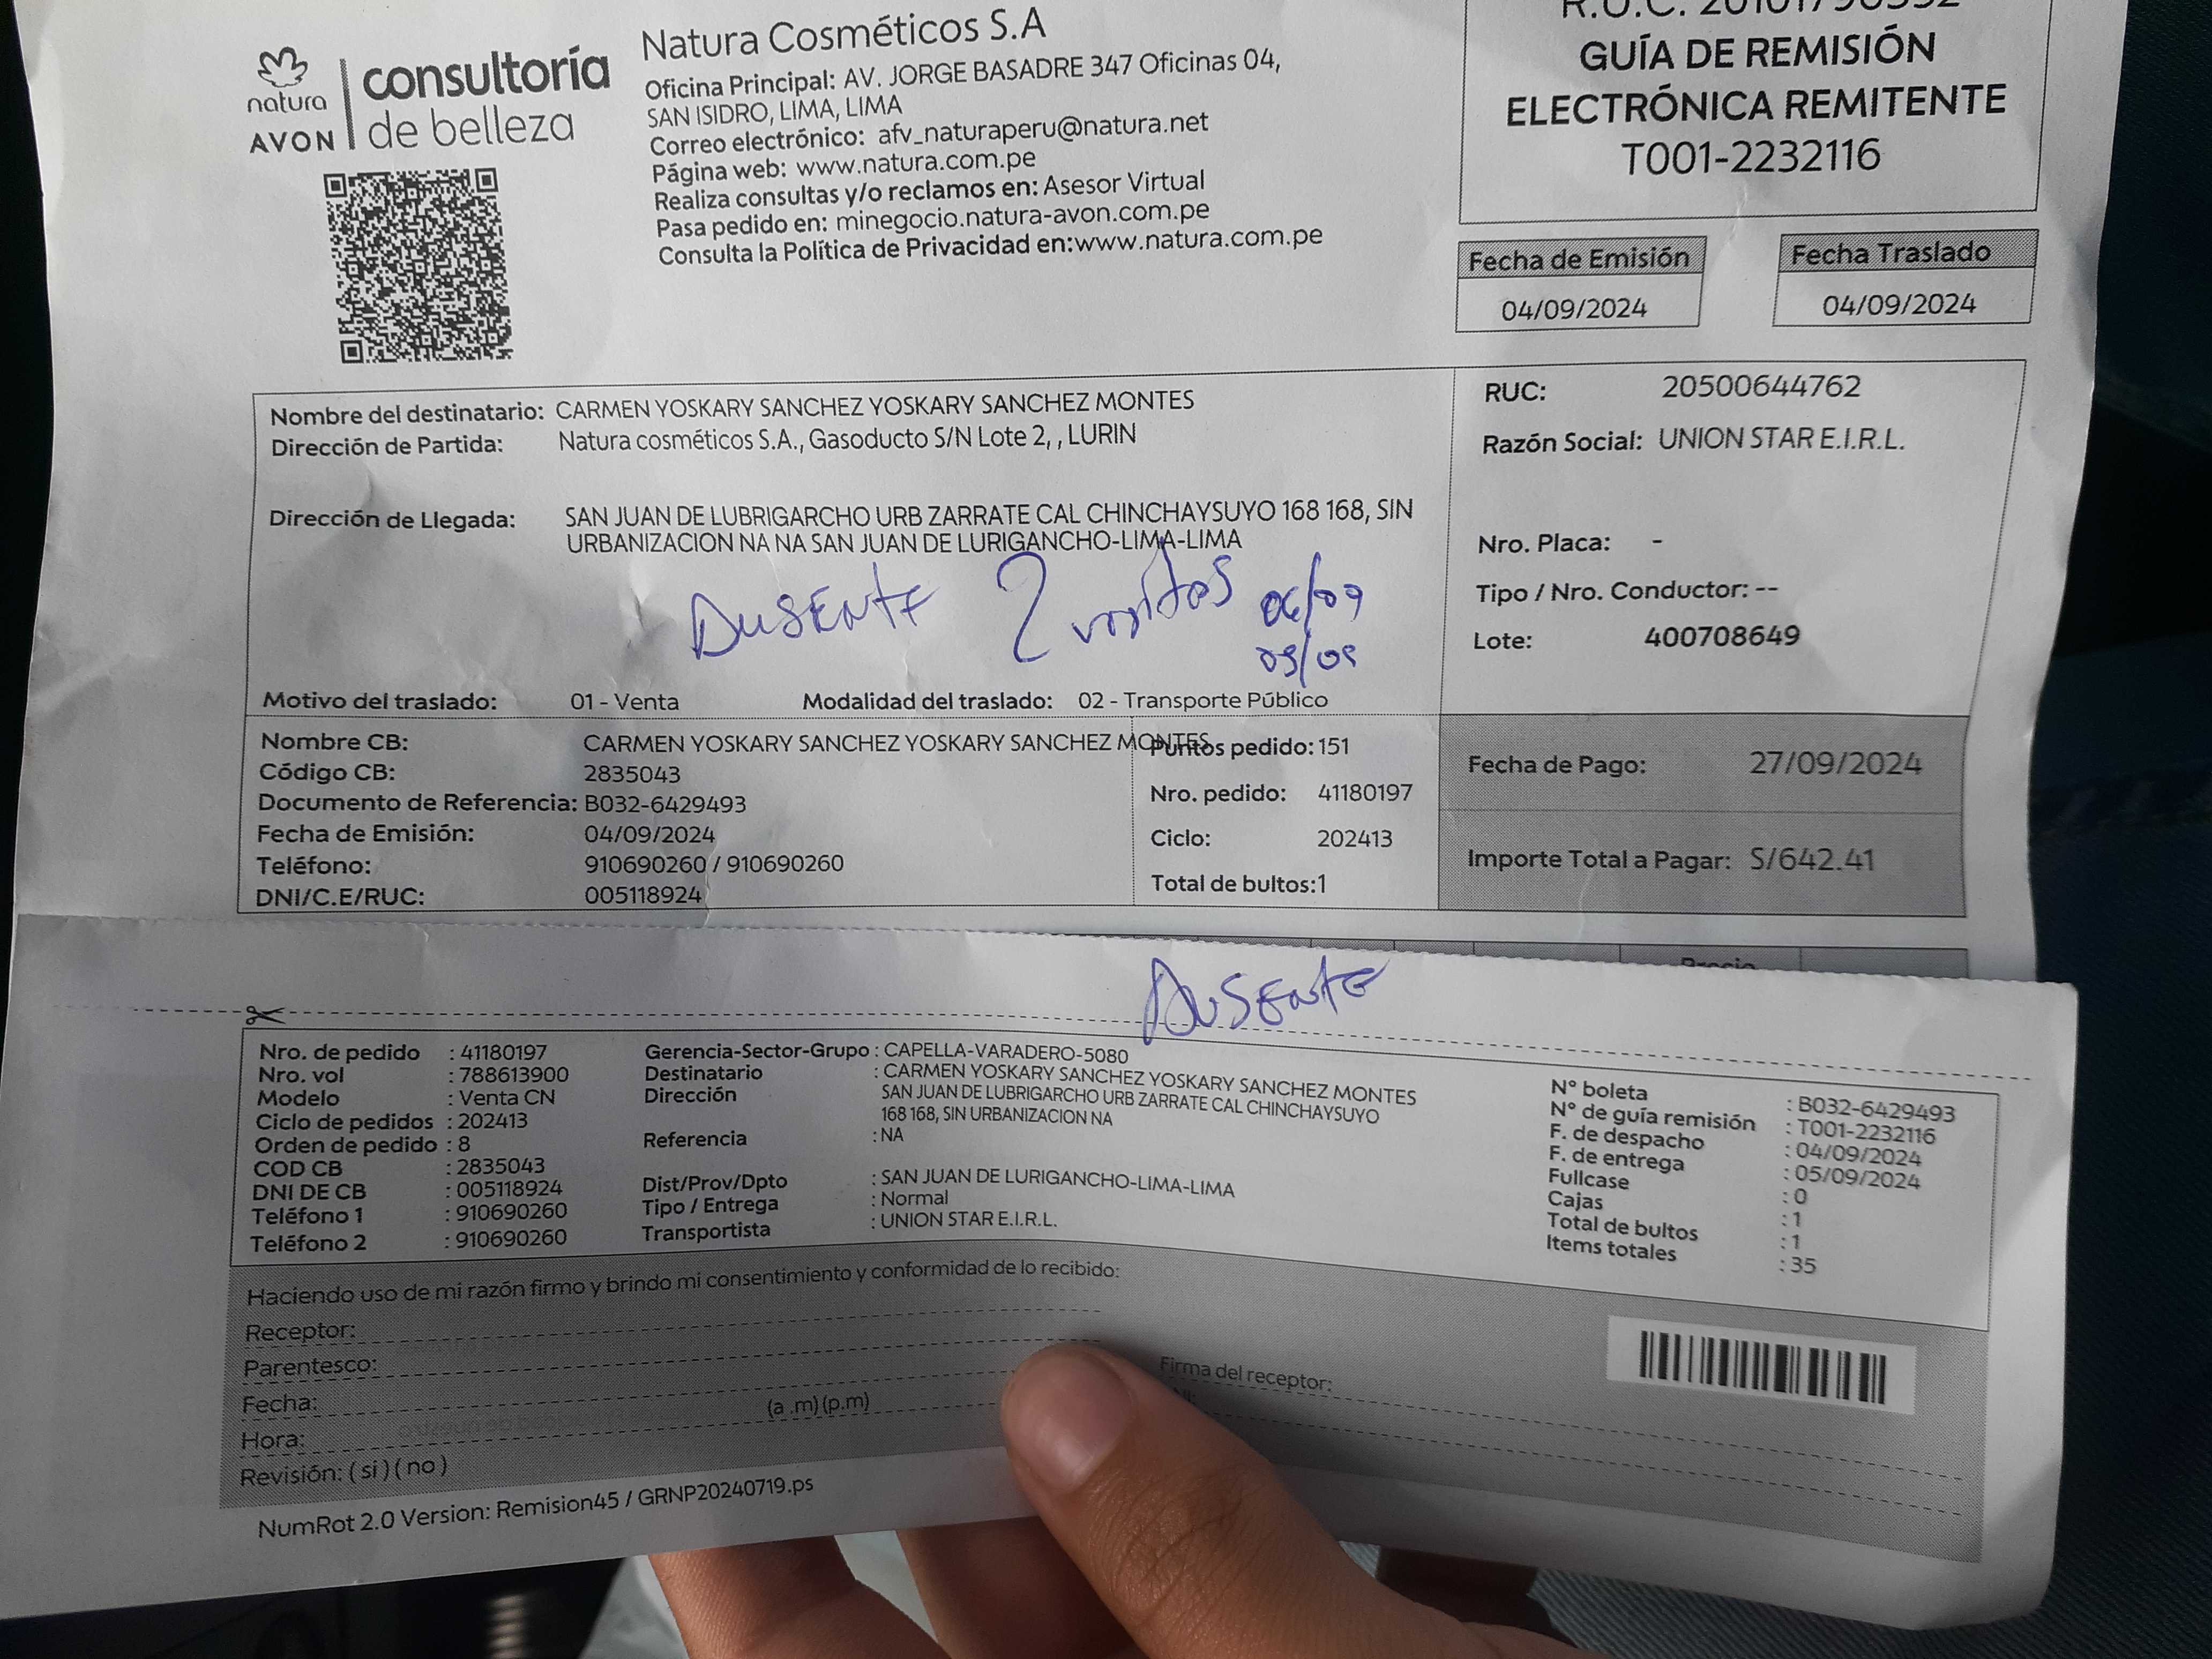 natura
AVON
consultoría
de belleza
Natura Cosméticos S.A
Oficina Principal: AV. JORGE BASADRE 347 Oficinas 04,
SAN ISIDRO, LIMA, LIMA
Correo electrónico: afv_naturaperu@natura.net
Página web: www.natura.com.pe
Realiza consultas y/o reclamos en: Asesor Virtual
Pasa pedido en: minegocio.natura-avon.com.pe
Consulta la Política de Privacidad en:www.natura.com.pe
R.U.C.
GUÍA DE REMISIÓN
ELECTRÓNICA REMITENTE
T001-2232116
Fecha de Emisión
04/09/2024
Fecha Traslado
04/09/2024
Nombre del destinatario: CARMEN YOSKARY SANCHEZ YOSKARY SANCHEZ MONTES
Dirección de Partida: Natura cosméticos S.A., Gasoducto S/N Lote 2, , LURIN
Dirección de Llegada: SAN JUAN DE LUBRIGARCHO URB ZARRATE CAL CHINCHAYSUYO 168 168, SIN
URBANIZACION NA NA SAN JUAN DE LURIGANCHO-LIMA-LIMA
AUSENTE 2 visitas 06/09
Motivo del traslado: 01 - Venta Modalidad del traslado: 02 - Transporte Público
RUC: 20500644762
Razón Social: UNION STAR E.I.R.L.
Nro. Placa: -
Tipo / Nro. Conductor: --
Lote: 400708649
Nombre CB: CARMEN YOSKARY SANCHEZ YOSKARY SANCHEZ MONTES
Código CB: 2835043
Documento de Referencia: B032-6429493
Fecha de Emisión: 04/09/2024
Teléfono: 910690260 / 910690260
DNI/C.E/RUC: 005118924
Puntos pedido: 151
Nro. pedido: 41180197
Ciclo: 202413
Total de bultos:1
Fecha de Pago: 27/09/2024
Importe Total a Pagar: S/642.41
Precio
AUSENTE
Nro. de pedido : 41180197
Nro. vol : 788613900
Modelo : Venta CN
Ciclo de pedidos : 202413
Orden de pedido : 8
COD CB : 2835043
DNI DE CB : 005118924
Teléfono 1 : 910690260
Teléfono 2 : 910690260
Gerencia-Sector-Grupo : CAPELLA-VARADERO-5080
Destinatario : CARMEN YOSKARY SANCHEZ YOSKARY SANCHEZ MONTES
Dirección SAN JUAN DE LUBRIGARCHO URB ZARRATE CAL CHINCHAYSUYO
168 168, SIN URBANIZACION NA
Referencia : NA
Dist/Prov/Dpto : SAN JUAN DE LURIGANCHO-LIMA-LIMA
Tipo / Entrega : Normal
Transportista : UNION STAR E.I.R.L.
N° boleta : B032-6429493
N° de guía remisión : T001-2232116
F. de despacho : 04/09/2024
F. de entrega : 05/09/2024
Fullcase : 0
Cajas : 1
Total de bultos : 1
Items totales : 35
Haciendo uso de mi razón firmo y brindo mi consentimiento y conformidad de lo recibido:
Receptor:
Parentesco:
Fecha:
Hora: (a .m) (p.m)
Revisión: ( si ) ( no )
Firma del receptor:
NumRot 2.0 Version: Remision45 / GRNP20240719.ps